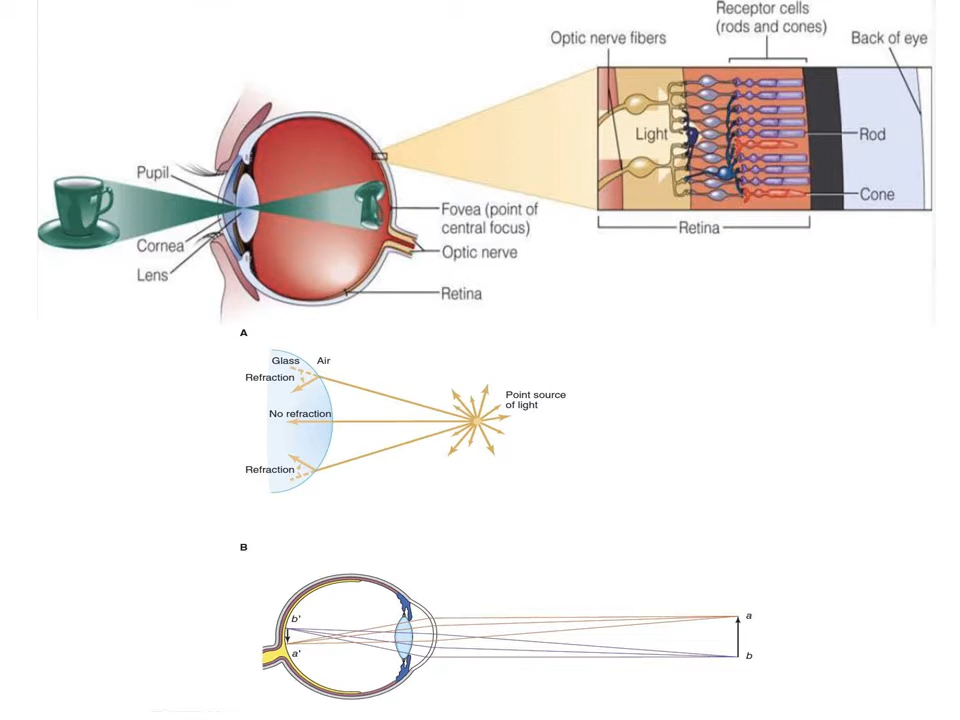 Receptor cells
(rods and cones)
Optic nerve fibers
Back of eye
Light
Rod
Cone
Retina
Pupil
Cornea
Lens
Fovea (point of
central focus)
Optic nerve
Retina
A
Glass
Air
Refraction
No refraction
Refraction
Point source
of light
B
b'
a'
a
b